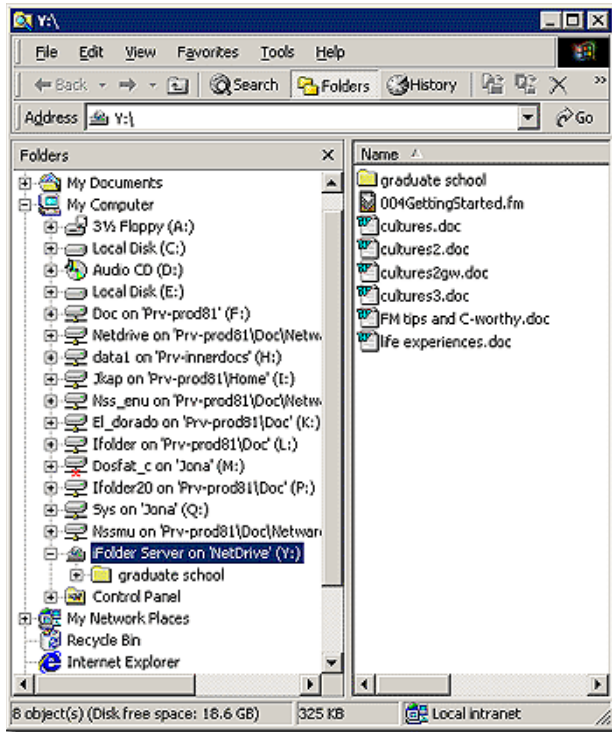 Y:\
File Edit View Favorites Tools Help
Back Search Folders History »
Address Y:\ Go
Folders
My Documents
My Computer
3½ Floppy (A:)
Local Disk (C:)
Audio CD (D:)
Local Disk (E:)
Doc on 'Prv-prod81' (F:)
Netdrive on 'Prv-prod81\Doc\Netw
data1 on 'Prv-innerdocs' (H:)
Jkap on 'Prv-prod81\Home' (I:)
Nss_enu on 'Prv-prod81\Doc\Netw
El_dorado on 'Prv-prod81\Doc' (K:)
Ifolder on 'Prv-prod81\Doc' (L:)
Dosfat_c on 'Jona' (M:)
Ifolder20 on 'Prv-prod81\Doc' (P:)
Sys on 'Jona' (Q:)
Nssmu on 'Prv-prod81\Doc\Netwar
iFolder Server on 'NetDrive' (Y:)
graduate school
Control Panel
My Network Places
Recycle Bin
Internet Explorer
Name
graduate school
004GettingStarted.fm
cultures.doc
cultures2.doc
cultures2gw.doc
cultures3.doc
FM tips and C-worthy.doc
life experiences.doc
8 object(s) (Disk free space: 18.6 GB) 325 KB Local intranet